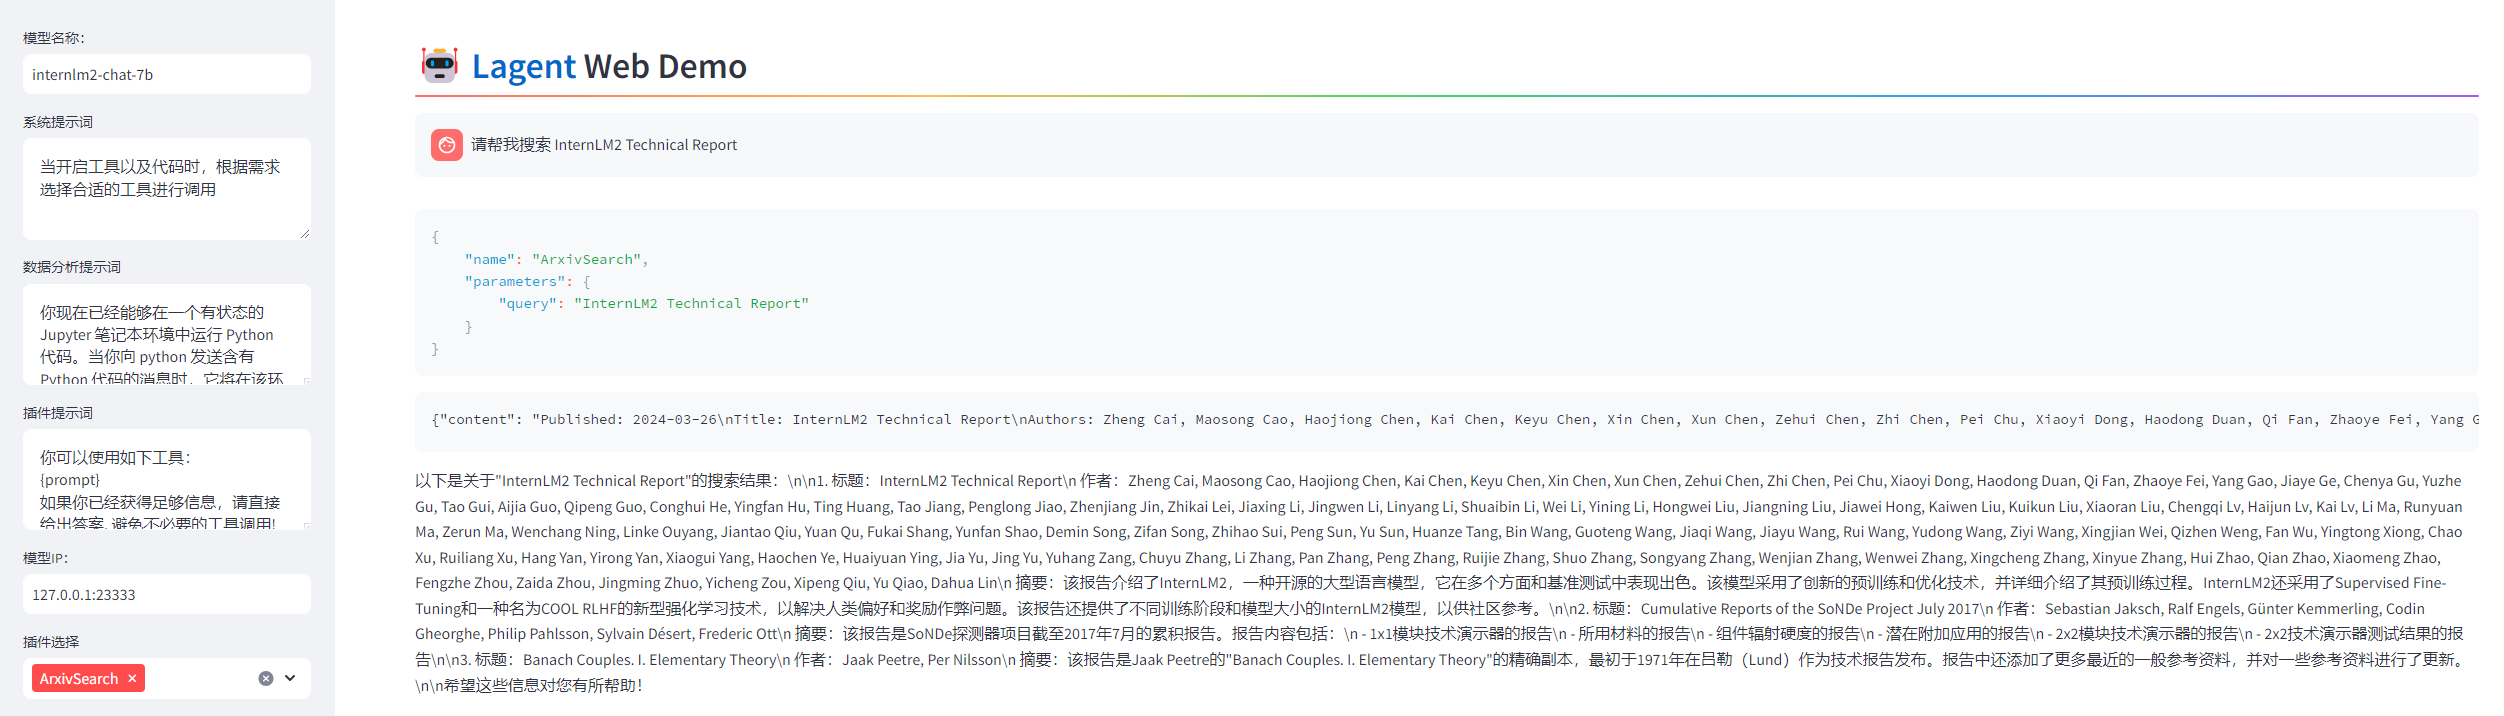 模型名称：
internlm2-chat-7b
系统提示词
当开启工具以及代码时，根据需求
选择合适的工具进行调用
数据分析提示词
你现在已经能够在一个有状态的
Jupyter 笔记本环境中运行 Python
代码。当你向 python 发送含有
Python 代码的消息时，它将在该环
插件提示词
你可以使用如下工具：
{prompt}
如果你已经获得足够信息，请直接
给出答案. 避免不必要的工具调用!
模型IP：
127.0.0.1:23333
插件选择
ArxivSearch
Lagent Web Demo
请帮我搜索 InternLM2 Technical Report
{
    "name": "ArxivSearch",
    "parameters": {
        "query": "InternLM2 Technical Report"
    }
}
{"content": "Published: 2024-03-26\nTitle: InternLM2 Technical Report\nAuthors: Zheng Cai, Maosong Cao, Haojiong Chen, Kai Chen, Keyu Chen, Xin Chen, Xun Chen, Zehui Chen, Zhi Chen, Pei Chu, Xiaoyi Dong, Haodong Duan, Qi Fan, Zhaoye Fei, Yang G
以下是关于"InternLM2 Technical Report"的搜索结果：\n\n1. 标题：InternLM2 Technical Report\n 作者：Zheng Cai, Maosong Cao, Haojiong Chen, Kai Chen, Keyu Chen, Xin Chen, Xun Chen, Zehui Chen, Zhi Chen, Pei Chu, Xiaoyi Dong, Haodong Duan, Qi Fan, Zhaoye Fei, Yang Gao, Jiaye Ge, Chenya Gu, Yuzhe
Gu, Tao Gui, Aijia Guo, Qipeng Guo, Conghui He, Yingfan Hu, Ting Huang, Tao Jiang, Penglong Jiao, Zhenjiang Jin, Zhikai Lei, Jiaxing Li, Jingwen Li, Linyang Li, Shuaibin Li, Wei Li, Yining Li, Hongwei Liu, Jiangning Liu, Jiawei Hong, Kaiwen Liu, Kuikun Liu, Xiaoran Liu, Chengqi Lv, Haijun Lv, Kai Lv, Li Ma, Runyuan
Ma, Zerun Ma, Wenchang Ning, Linke Ouyang, Jiantao Qiu, Yuan Qu, Fukai Shang, Yunfan Shao, Demin Song, Zifan Song, Zhihao Sui, Peng Sun, Yu Sun, Huanze Tang, Bin Wang, Guoteng Wang, Jiaqi Wang, Jiayu Wang, Rui Wang, Yudong Wang, Ziyi Wang, Xingjian Wei, Qizhen Weng, Fan Wu, Yingtong Xiong, Chao
Xu, Ruiliang Xu, Hang Yan, Yirong Yan, Xiaogui Yang, Haochen Ye, Huaiyuan Ying, Jia Yu, Jing Yu, Yuhang Zang, Chuyu Zhang, Li Zhang, Pan Zhang, Peng Zhang, Ruijie Zhang, Shuo Zhang, Songyang Zhang, Wenjian Zhang, Wenwei Zhang, Xingcheng Zhang, Xinyue Zhang, Hui Zhao, Qian Zhao, Xiaomeng Zhao,
Fengzhe Zhou, Zaida Zhou, Jingming Zhuo, Yicheng Zou, Xipeng Qiu, Yu Qiao, Dahua Lin\n 摘要：该报告介绍了InternLM2，一种开源的大型语言模型，它在多个方面和基准测试中表现出色。该模型采用了创新的预训练和优化技术，并详细介绍了其预训练过程。InternLM2还采用了Supervised Fine-
Tuning和一种名为COOL RLHF的新型强化学习技术，以解决人类偏好和奖励作弊问题。该报告还提供了不同训练阶段和模型大小的InternLM2模型，以供社区参考。\n\n2. 标题：Cumulative Reports of the SoNDe Project July 2017\n 作者：Sebastian Jaksch, Ralf Engels, Günter Kemmerling, Codin
Gheorghe, Philip Pahlsson, Sylvain Désert, Frederic Ott\n 摘要：该报告是SoNDe探测器项目截至2017年7月的累积报告。报告内容包括：\n - 1x1模块技术演示器的报告\n - 所用材料的报告\n - 组件辐射硬度的报告\n - 潜在附加应用的报告\n - 2x2模块技术演示器的报告\n - 2x2技术演示器测试结果的报
告\n\n3. 标题：Banach Couples. I. Elementary Theory\n 作者：Jaak Peetre, Per Nilsson\n 摘要：该报告是Jaak Peetre的"Banach Couples. I. Elementary Theory"的精确副本，最初于1971年在吕勒（Lund）作为技术报告发布。报告中还添加了更多最近的一般参考资料，并对一些参考资料进行了更新。
\n\n希望这些信息对您有所帮助！